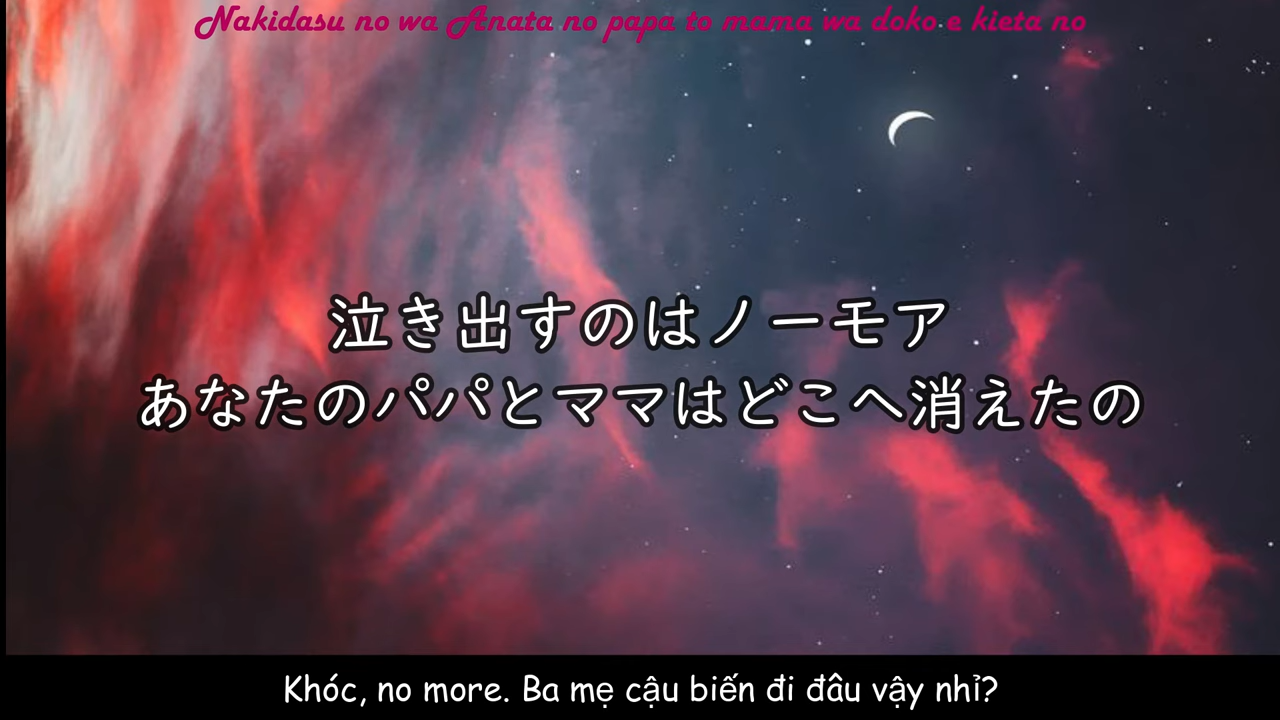 Nakidasu no wa Anata no papa to mama wa doko e kieta no
泣き出すのはノーモア
あなたのパパとママはどこへ消えたの
Khóc, no more. Ba mẹ cậu biến đi đâu vậy nhỉ?